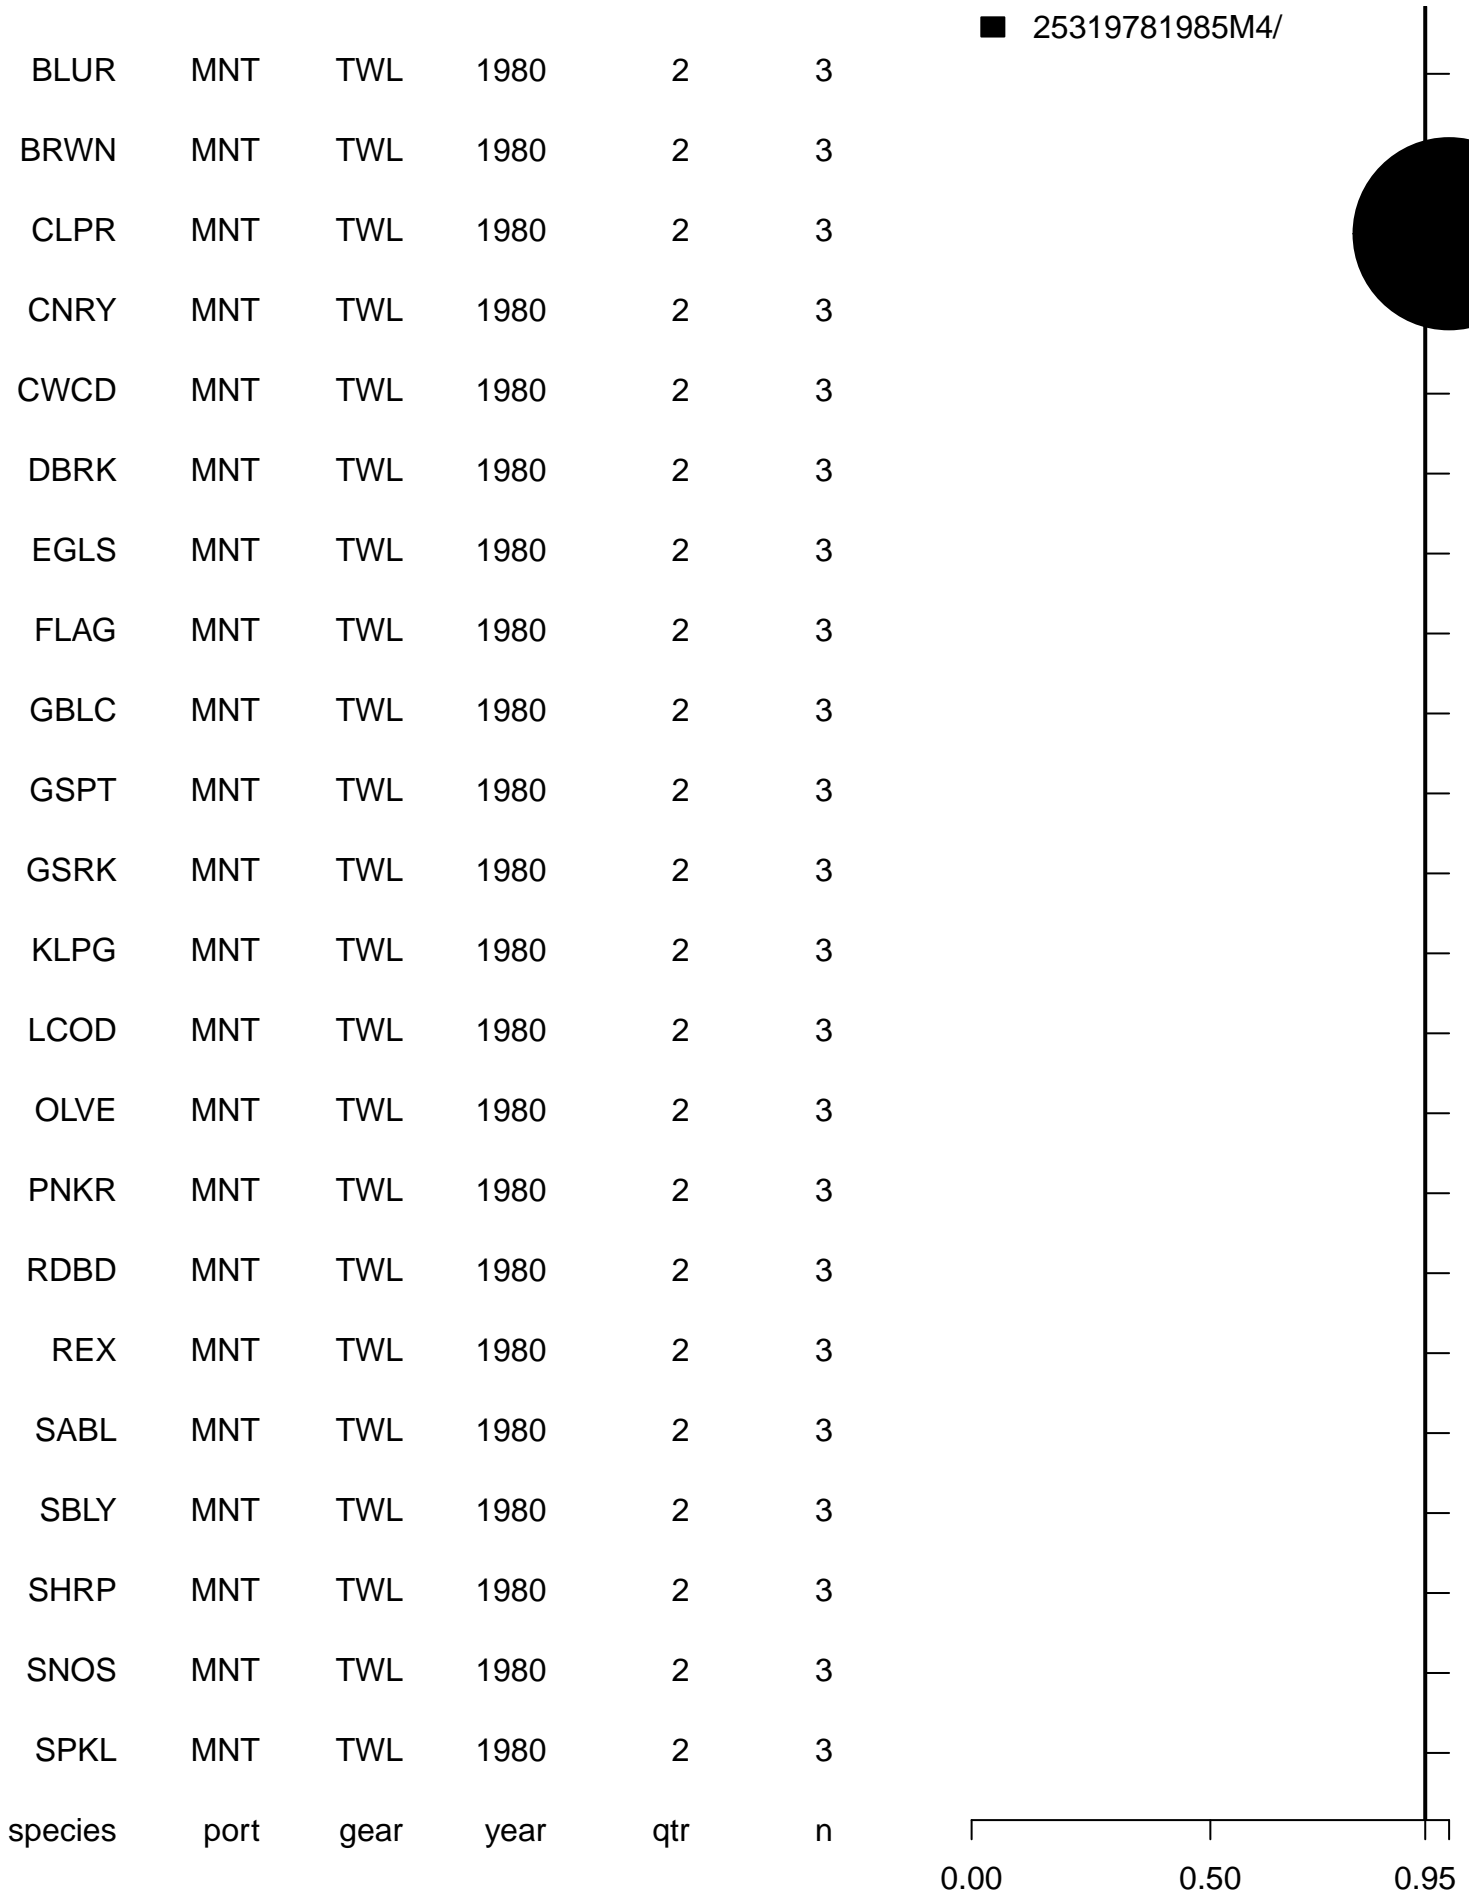 25319781985M4/
BLUR MNT TWL 1980 2 3
BRWN MNT TWL 1980 2 3
CLPR MNT TWL 1980 2 3
CNRY MNT TWL 1980 2 3
CWCD MNT TWL 1980 2 3
DBRK MNT TWL 1980 2 3
EGLS MNT TWL 1980 2 3
FLAG MNT TWL 1980 2 3
GBLC MNT TWL 1980 2 3
GSPT MNT TWL 1980 2 3
GSRK MNT TWL 1980 2 3
KLPG MNT TWL 1980 2 3
LCOD MNT TWL 1980 2 3
OLVE MNT TWL 1980 2 3
PNKR MNT TWL 1980 2 3
RDBD MNT TWL 1980 2 3
REX MNT TWL 1980 2 3
SABL MNT TWL 1980 2 3
SBLY MNT TWL 1980 2 3
SHRP MNT TWL 1980 2 3
SNOS MNT TWL 1980 2 3
SPKL MNT TWL 1980 2 3
species port gear year qtr n
0.00 0.50 0.95